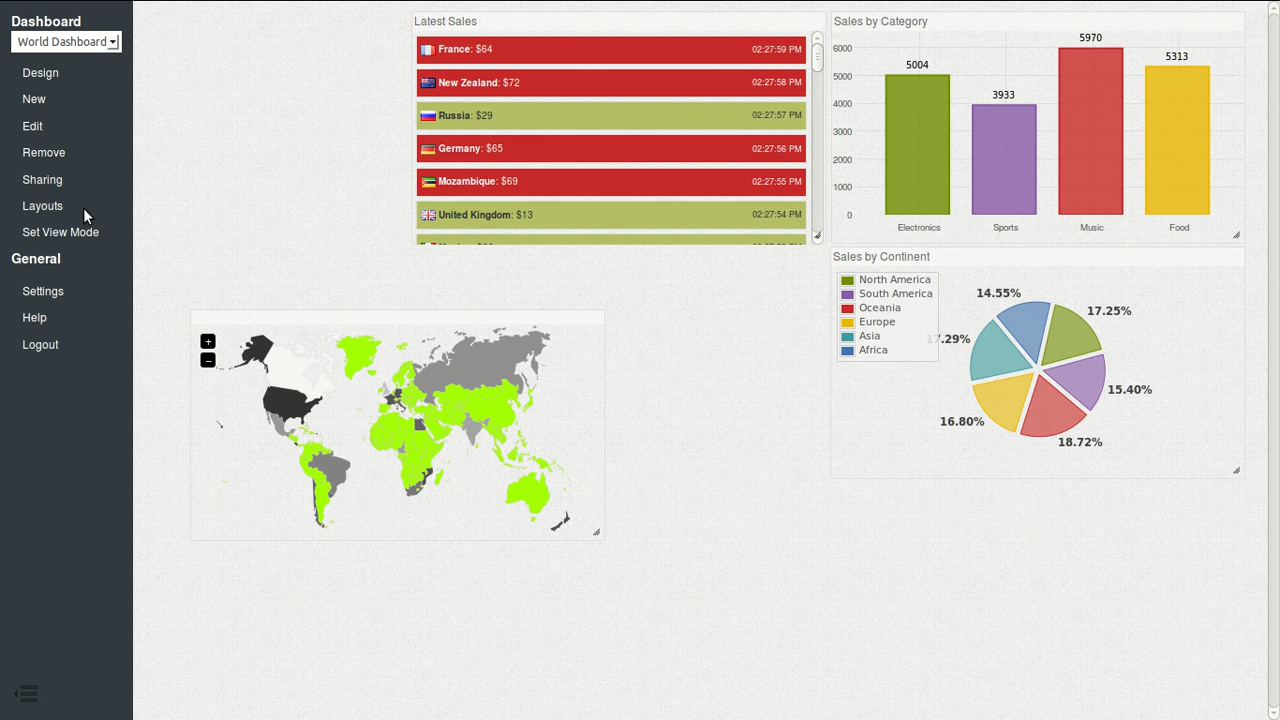 Dashboard
World Dashboard
Design
New
Edit
Remove
Sharing
Layouts
Set View Mode
General
Settings
Help
Logout
Latest Sales
France: $64 02:27:59 PM
New Zealand: $72 02:27:58 PM
Russia: $29 02:27:57 PM
Germany: $65 02:27:56 PM
Mozambique: $69 02:27:55 PM
United Kingdom: $13 02:27:54 PM
+
−
Sales by Category
6000
5000
4000
3000
2000
1000
0
5004
3933
5970
5313
Electronics Sports Music Food
Sales by Continent
North America
South America
Oceania
Europe
Asia
Africa
14.55%
17.25%
7.29%
15.40%
16.80%
18.72%